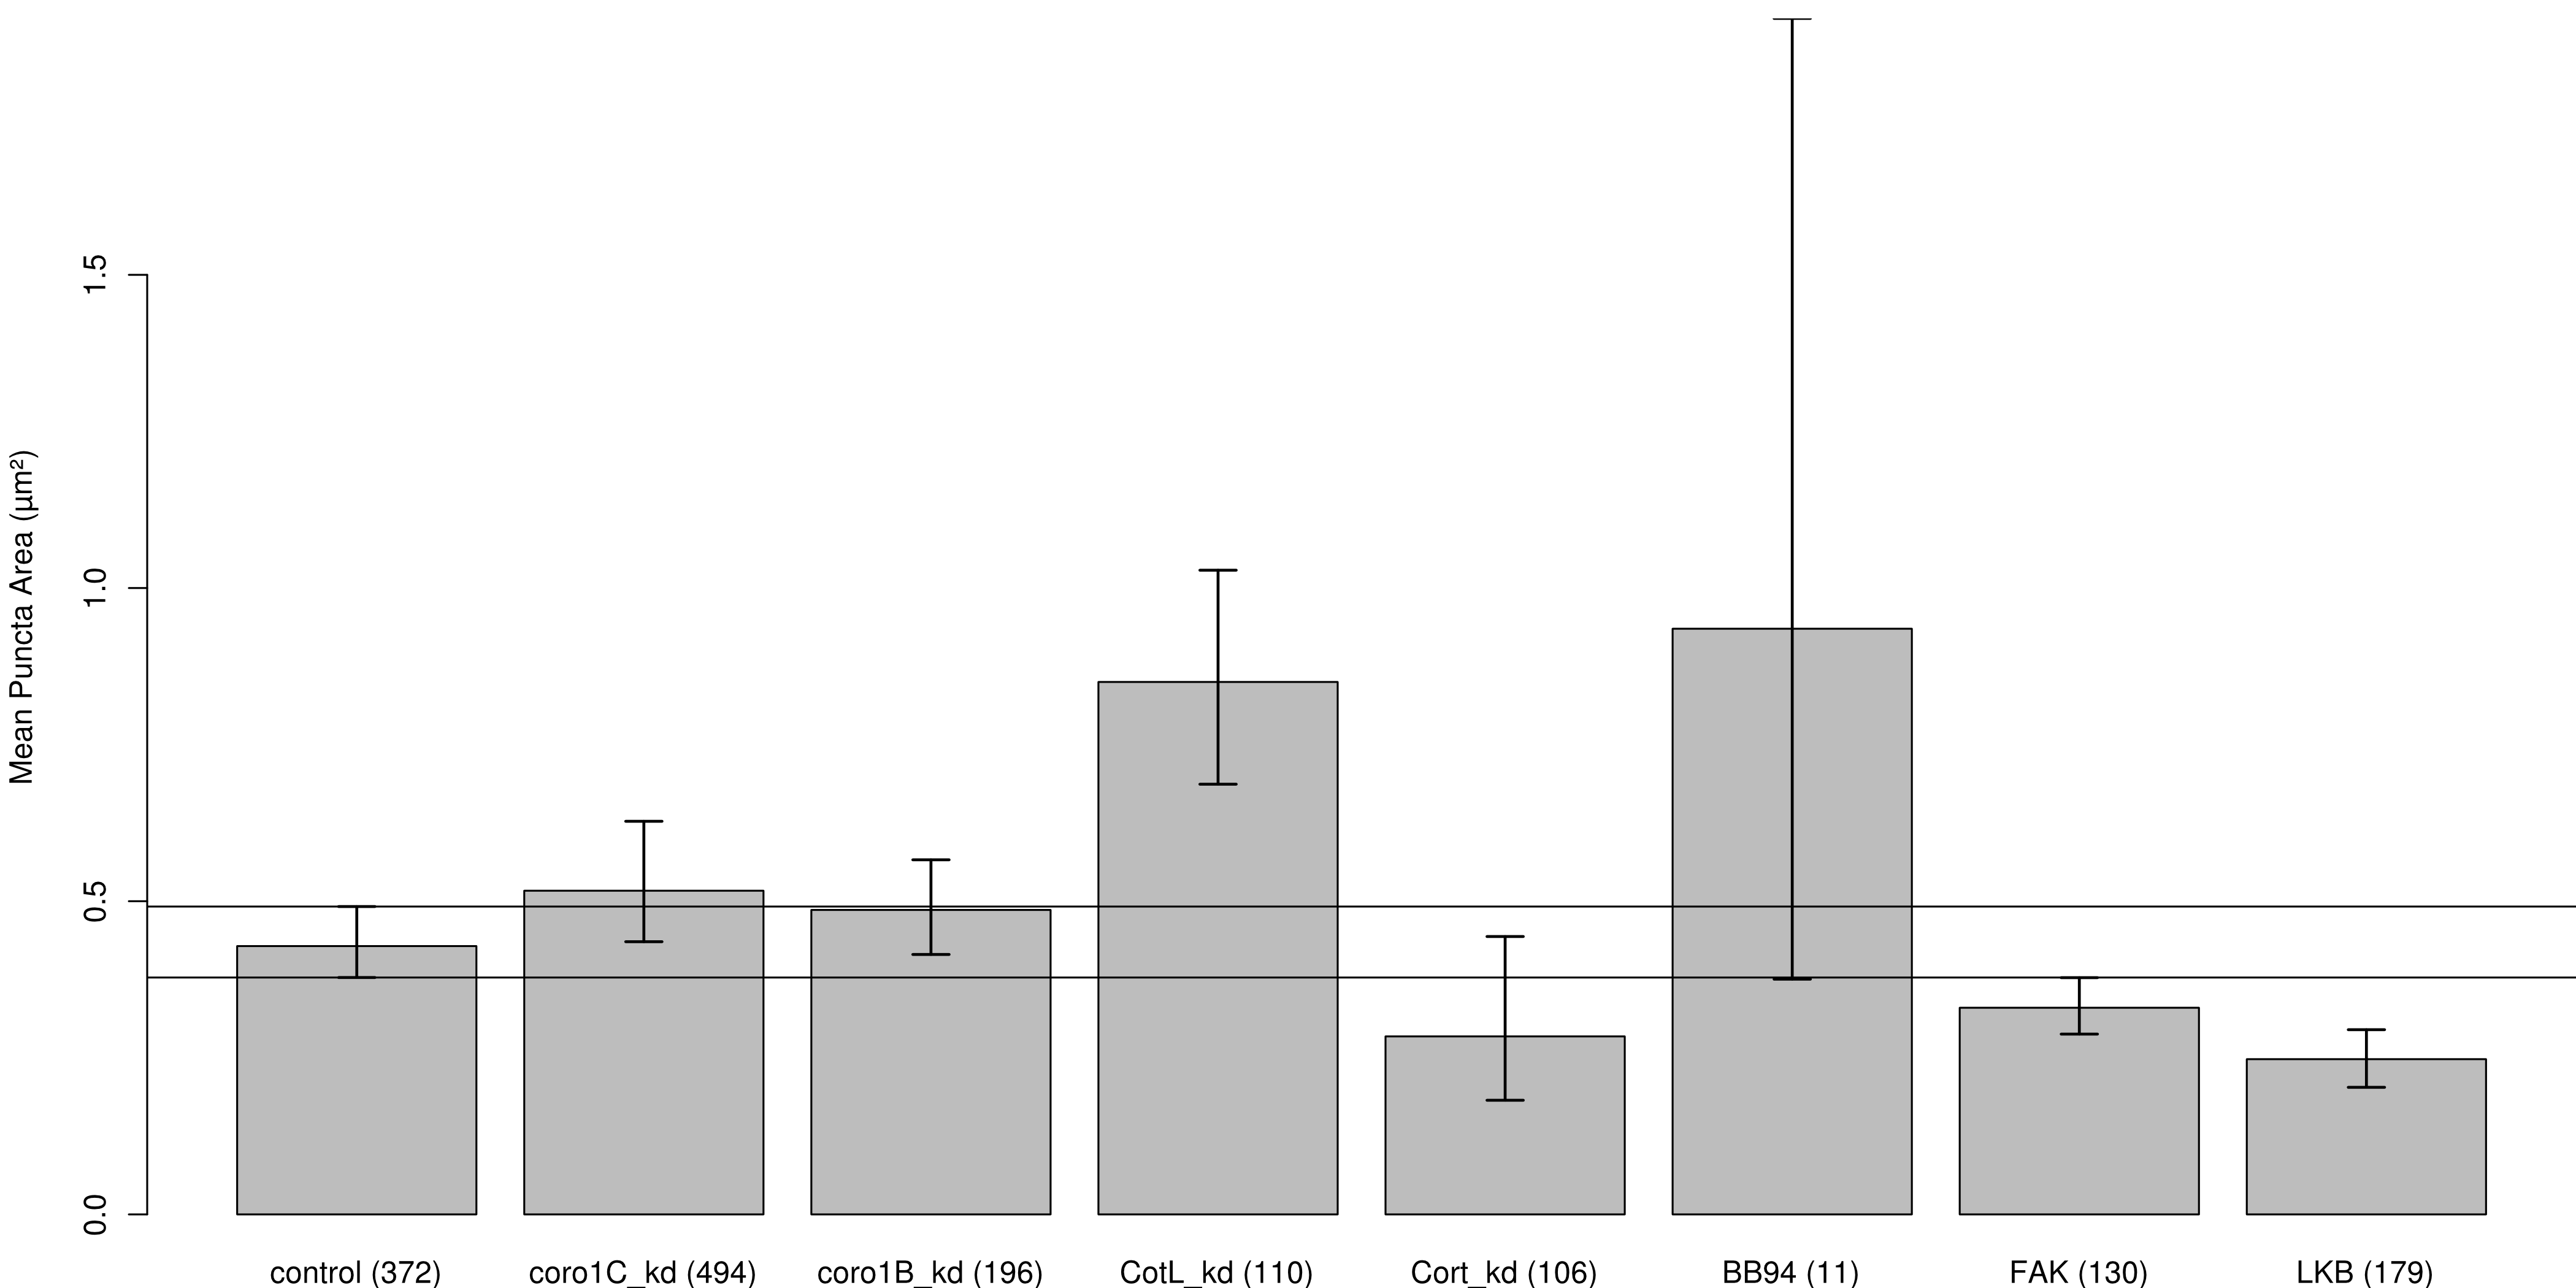 Mean Puncta Area (µm²)
1.5
1.0
0.5
0.0
control (372)
coro1C_kd (494)
coro1B_kd (196)
CotL_kd (110)
Cort_kd (106)
BB94 (11)
FAK (130)
LKB (179)